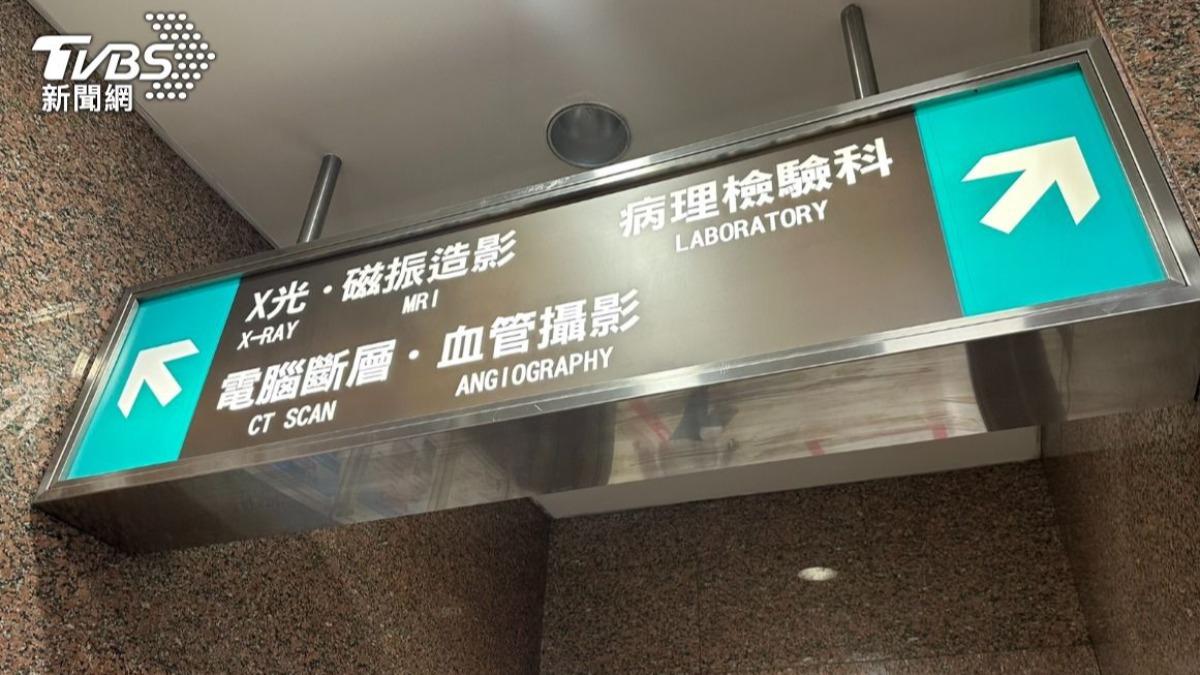 TVBS
新聞網
X光·磁振造影
X-RAY MRI
電腦斷層·血管攝影
CT SCAN ANGIOGRAPHY
病理檢驗科
LABORATORY